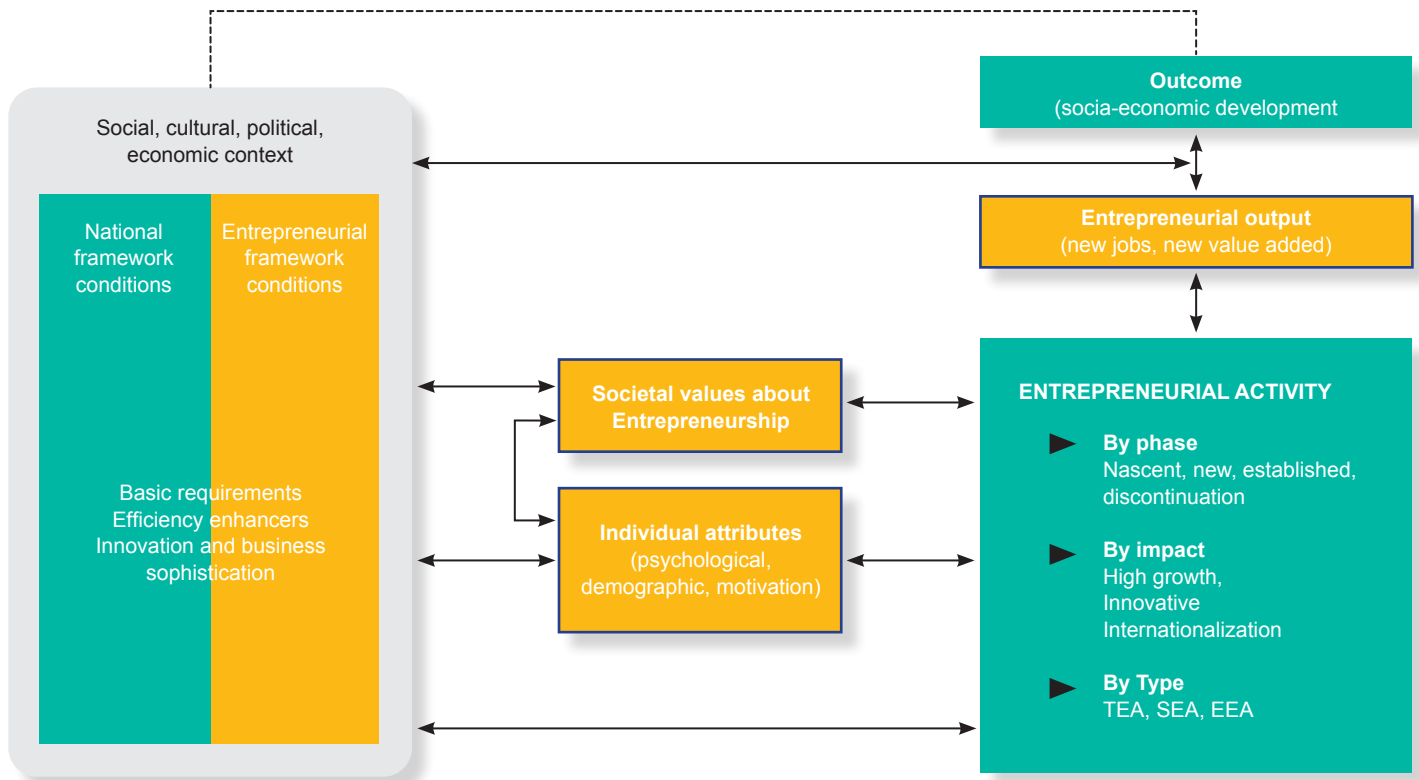 Outcome
(socia-economic development
Social, cultural, political,
economic context
National
framework
conditions
Entrepreneurial
framework
conditions
Entrepreneurial output
(new jobs, new value added)
Societal values about
Entrepreneurship
ENTREPRENEURIAL ACTIVITY
By phase
Nascent, new, established,
discontinuation
Basic requirements
Efficiency enhancers
Innovation and business
sophistication
Individual attributes
(psychological,
demographic, motivation)
By impact
High growth,
Innovative
Internationalization
By Type
TEA, SEA, EEA